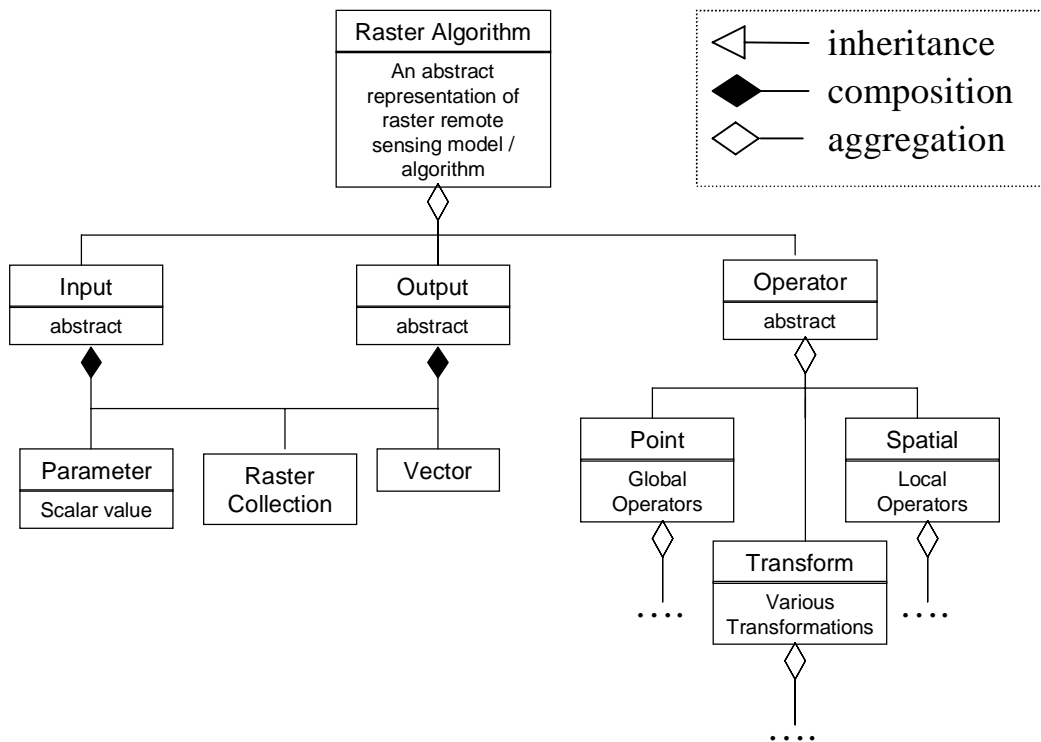 Raster Algorithm
An abstract
representation of
raster remote
sensing model /
algorithm
inheritance
composition
aggregation
Input
abstract
Output
abstract
Operator
abstract
Parameter
Scalar value
Raster
Collection
Vector
Point
Global
Operators
Spatial
Local
Operators
Transform
Various
Transformations
....
....
....